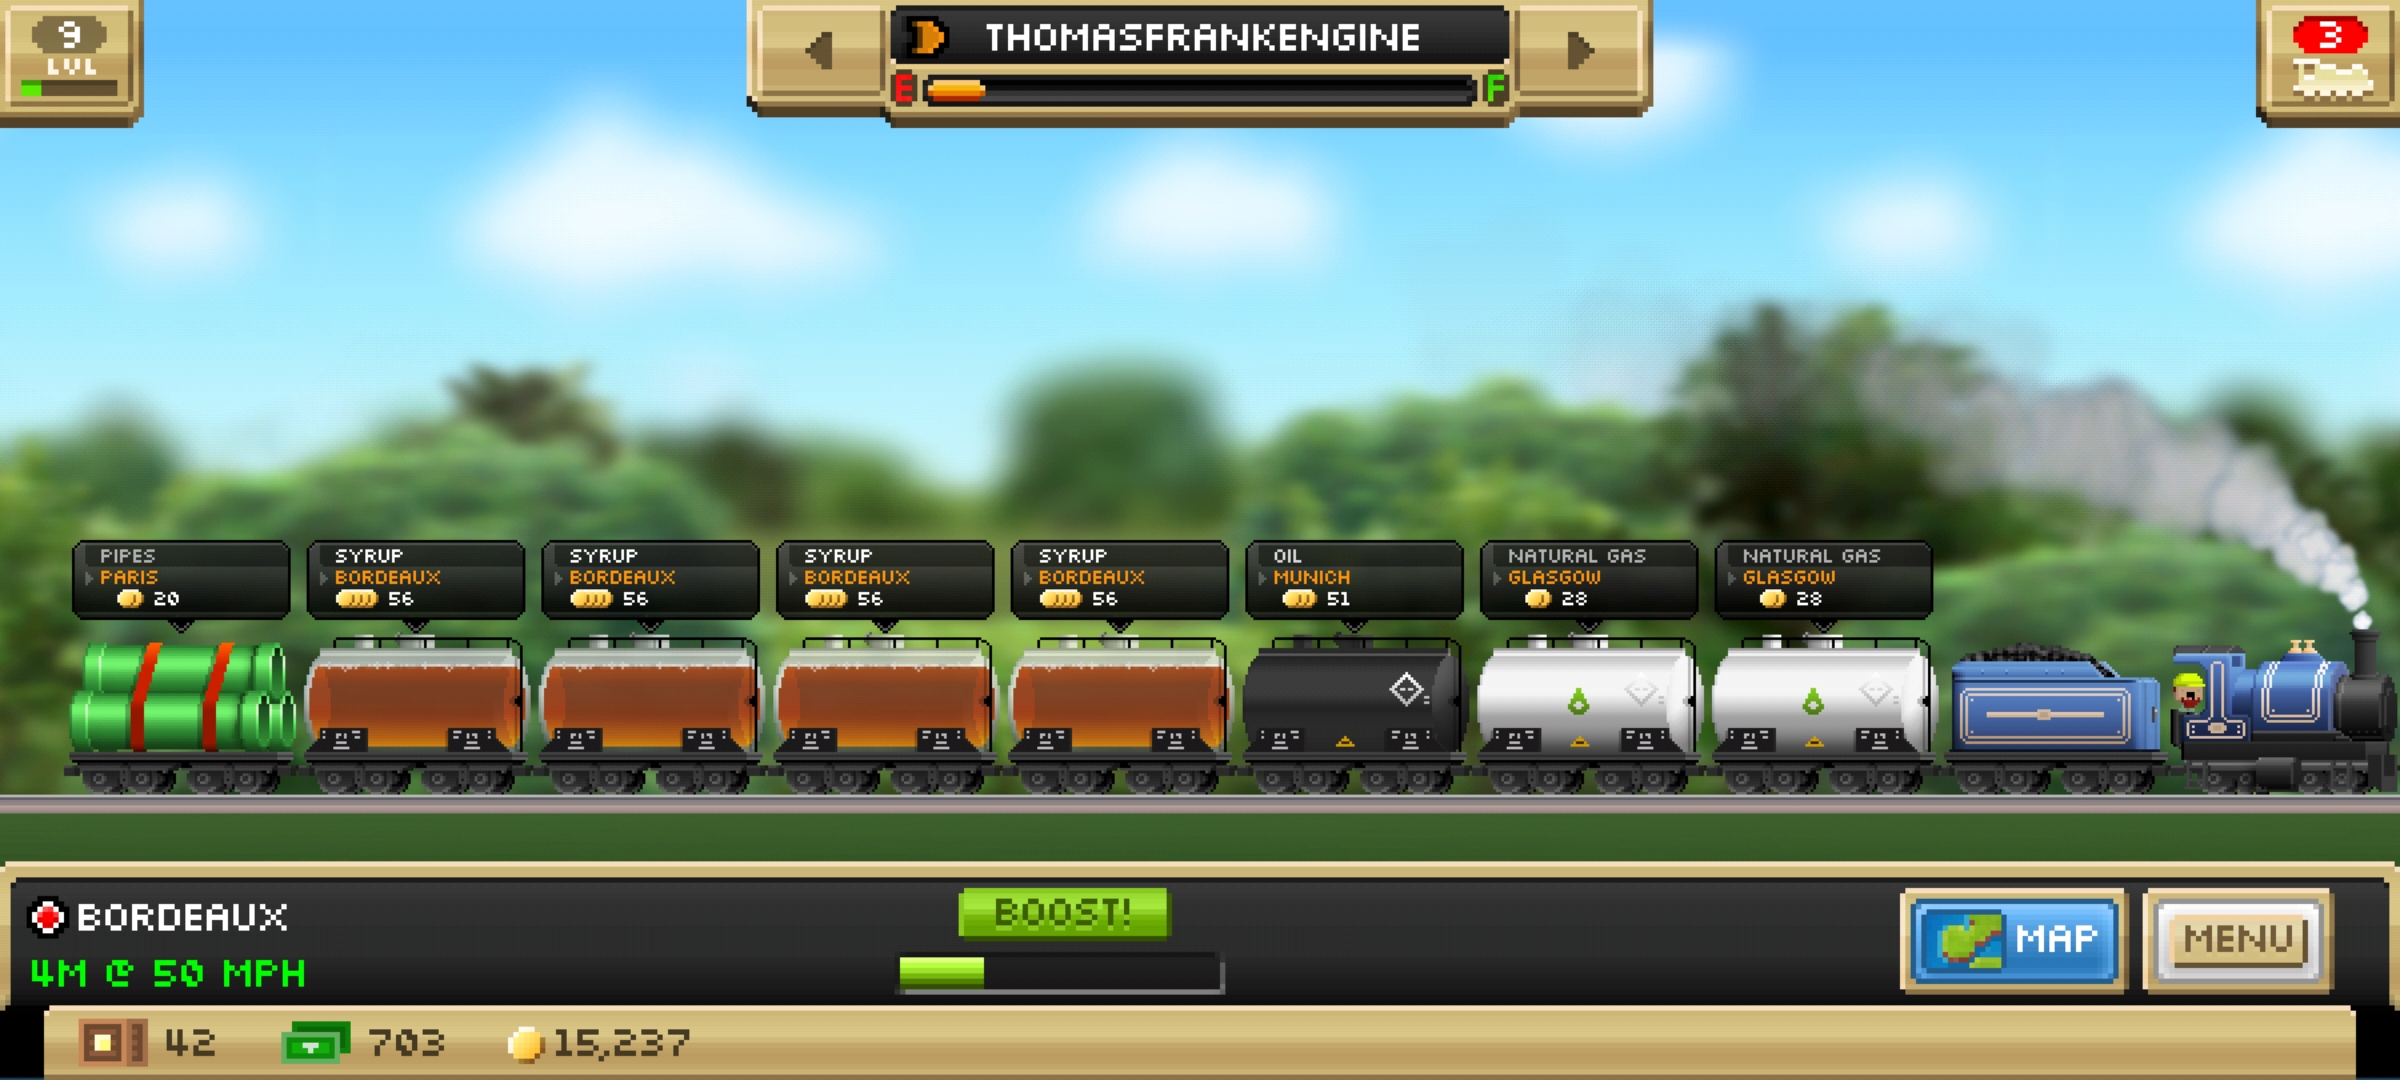 9
LVL
THOMASFRANKENGINE
E F
3
PIPES
PARIS
20
SYRUP
BORDEAUX
56
SYRUP
BORDEAUX
56
SYRUP
BORDEAUX
56
SYRUP
BORDEAUX
56
OIL
MUNICH
51
NATURAL GAS
GLASGOW
28
NATURAL GAS
GLASGOW
28
BORDEAUX
4M @ 50 MPH
BOOST!
MAP
MENU
42
703
15,237